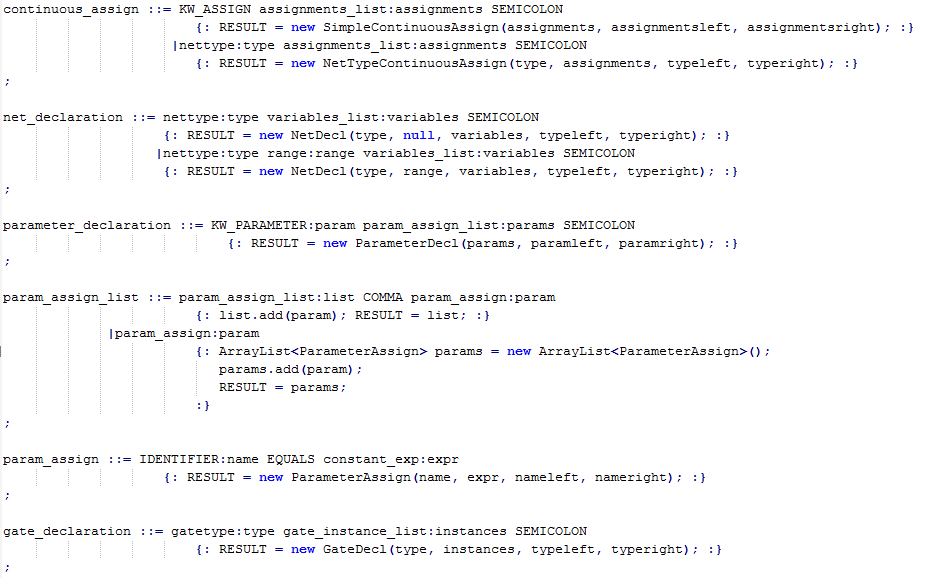 continuous_assign ::= KW_ASSIGN assignments_list:assignments SEMICOLON
{: RESULT = new SimpleContinuousAssign(assignments, assignmentsleft, assignmentsright); :}
|nettype:type assignments_list:assignments SEMICOLON
{: RESULT = new NetTypeContinuousAssign(type, assignments, typeleft, typeright); :}
;
net_declaration ::= nettype:type variables_list:variables SEMICOLON
{: RESULT = new NetDecl(type, null, variables, typeleft, typeright); :}
|nettype:type range:range variables_list:variables SEMICOLON
{: RESULT = new NetDecl(type, range, variables, typeleft, typeright); :}
;
parameter_declaration ::= KW_PARAMETER:param param_assign_list:params SEMICOLON
{: RESULT = new ParameterDecl(params, paramleft, paramright); :}
;
param_assign_list ::= param_assign_list:list COMMA param_assign:param
{: list.add(param); RESULT = list; :}
|param_assign:param
{: ArrayList<ParameterAssign> params = new ArrayList<ParameterAssign>();
params.add(param);
RESULT = params;
:}
;
param_assign ::= IDENTIFIER:name EQUALS constant_exp:expr
{: RESULT = new ParameterAssign(name, expr, nameleft, nameright); :}
;
gate_declaration ::= gatetype:type gate_instance_list:instances SEMICOLON
{: RESULT = new GateDecl(type, instances, typeleft, typeright); :}
;